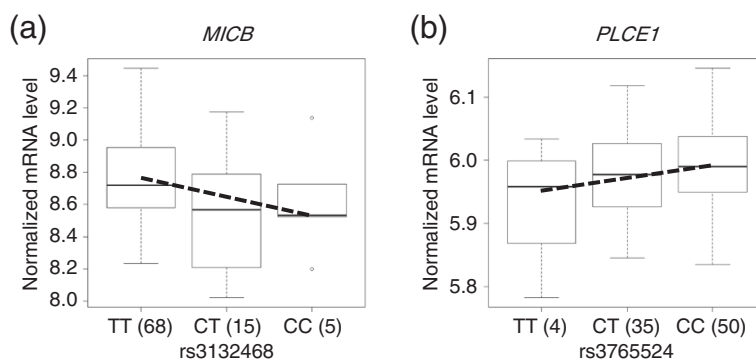 (a)
MICB
Normalized mRNA level
9.4
9.2
9.0
8.8
8.6
8.4
8.2
8.0
TT (68) CT (15) CC (5)
rs3132468
(b)
PLCE1
Normalized mRNA level
6.1
6.0
5.9
5.8
TT (4) CT (35) CC (50)
rs3765524